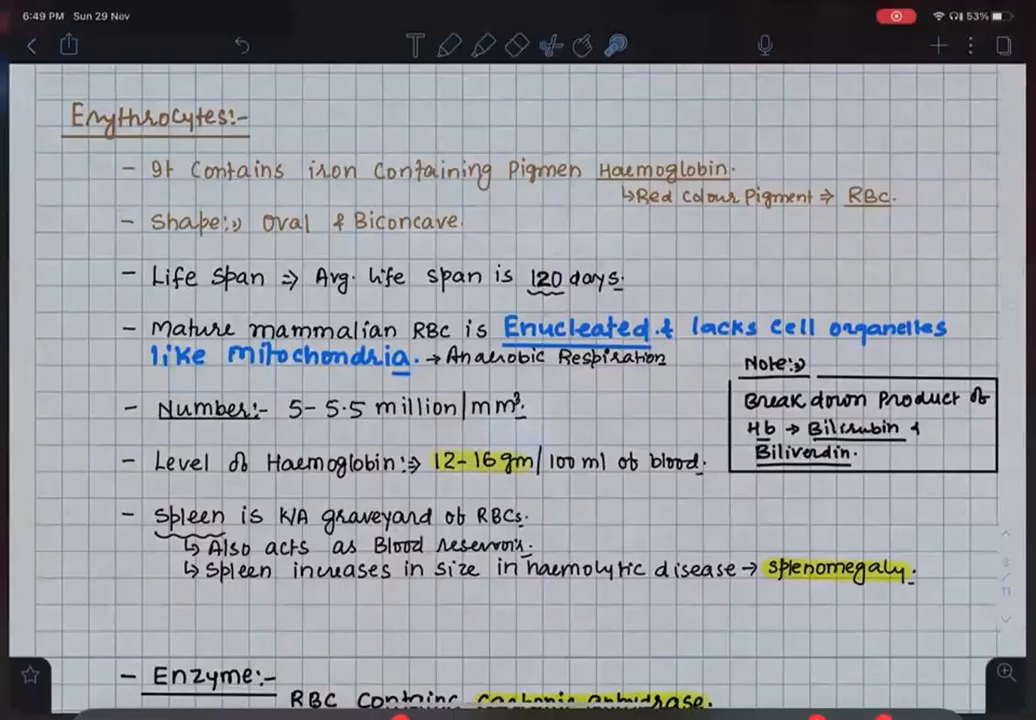 6:49 PM Sun 29 Nov
53%
Erythrocytes:-
- It Contains iron Containing Pigmen Haemoglobin.
↳Red Colour Pigment ⇒ RBC.
- Shape:⇒ Oval & Biconcave.
- Life Span ⇒ Avg. life span is 120 days.
- Mature mammalian RBC is Enucleated & lacks cell organelles
like mitochondria. → Anaerobic Respiration
Note:⇒
Break down Product of
Hb → Bilirubin &
Biliverdin.
- Number:- 5-5.5 million/mm³.
- Level of Haemoglobin:⇒ 12-16 gm/100 ml of blood.
- Spleen is K/A graveyard of RBCs.
↳ Also acts as Blood reservoir.
↳ Spleen increases in size in haemolytic disease → splenomegaly.
- Enzyme:-
RBC Contains carbonic anhydrase.